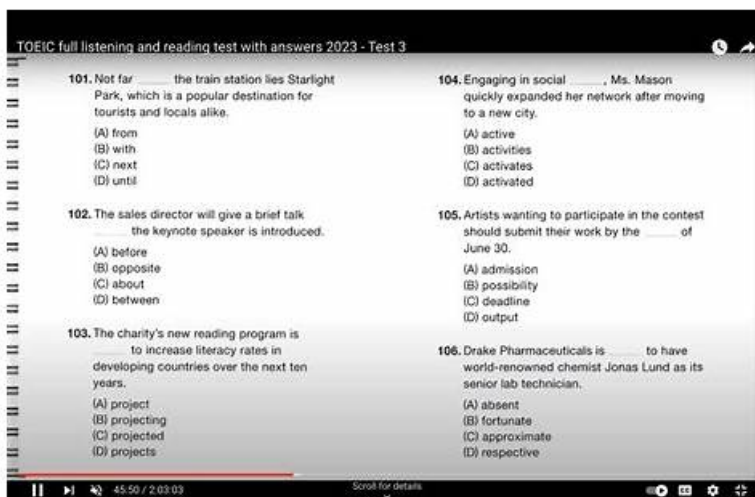 TOEIC full listening and reading test with answers 2023 - Test 3
101. Not far ______ the train station lies Starlight
Park, which is a popular destination for
tourists and locals alike.
(A) from
(B) with
(C) next
(D) until
102. The sales director will give a brief talk
______ the keynote speaker is introduced.
(A) before
(B) opposite
(C) about
(D) between
103. The charity's new reading program is
______ to increase literacy rates in
developing countries over the next ten
years.
(A) project
(B) projecting
(C) projected
(D) projects
104. Engaging in social ______, Ms. Mason
quickly expanded her network after moving
to a new city.
(A) active
(B) activities
(C) activates
(D) activated
105. Artists wanting to participate in the contest
should submit their work by the ______ of
June 30.
(A) admission
(B) possibility
(C) deadline
(D) output
106. Drake Pharmaceuticals is ______ to have
world-renowned chemist Jonas Lund as its
senior lab technician.
(A) absent
(B) fortunate
(C) approximate
(D) respective
45:50 / 2:03:03
Scroll for details
CC